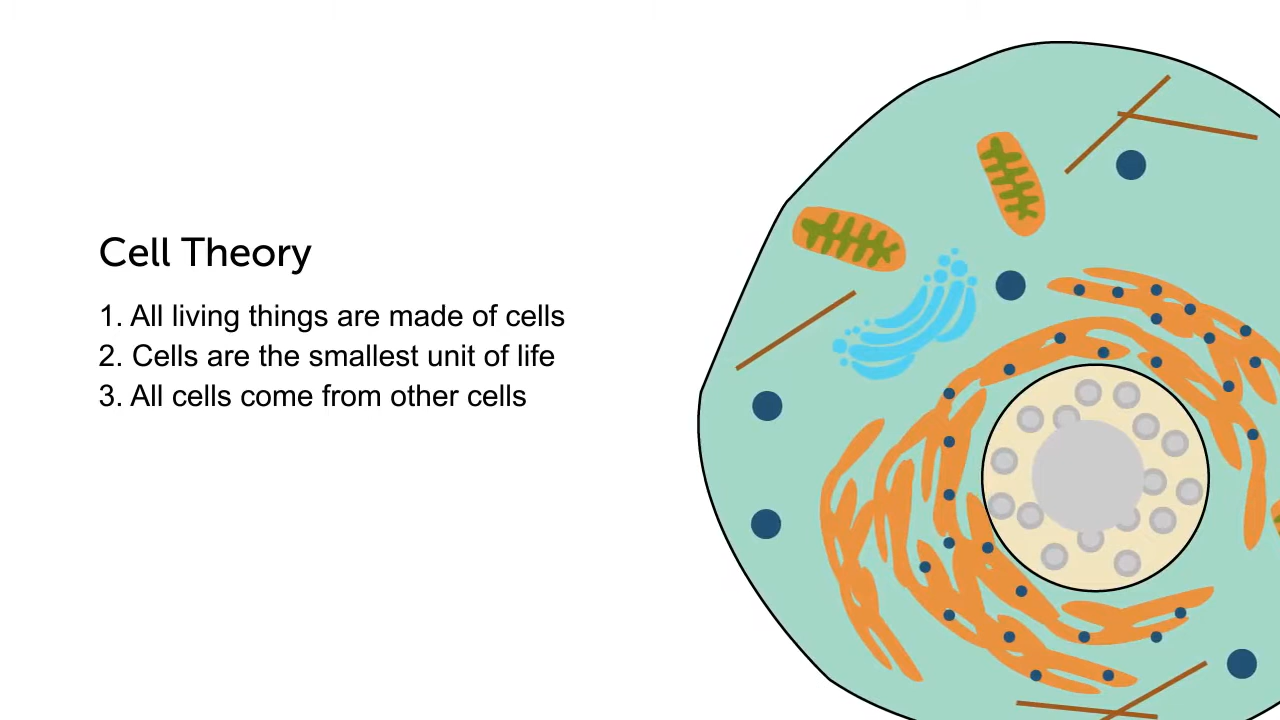 Cell Theory
1. All living things are made of cells
2. Cells are the smallest unit of life
3. All cells come from other cells